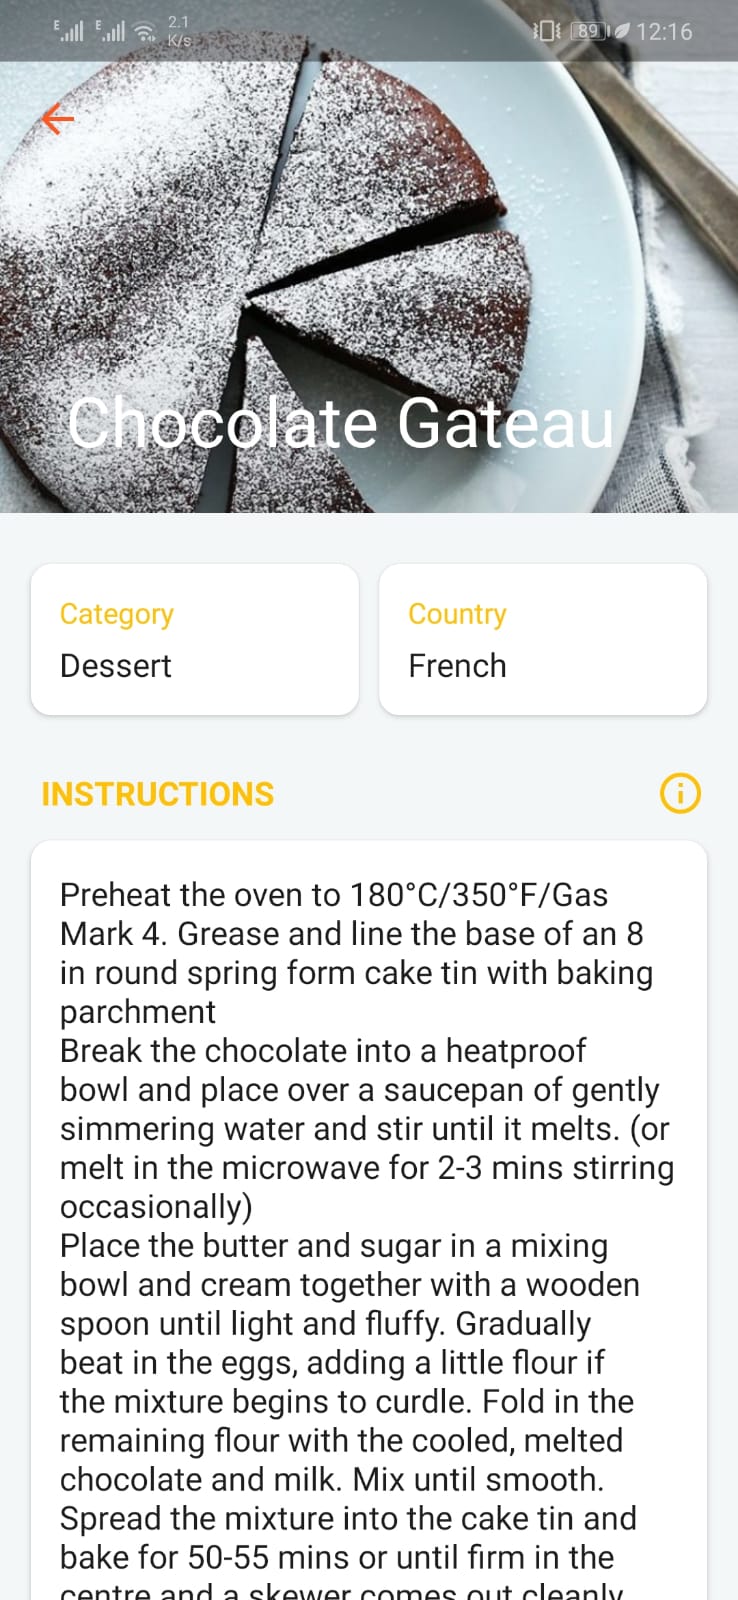 E E 2.1
K/s
89 12:16
Chocolate Gateau
Category
Dessert
Country
French
INSTRUCTIONS
Preheat the oven to 180°C/350°F/Gas
Mark 4. Grease and line the base of an 8
in round spring form cake tin with baking
parchment
Break the chocolate into a heatproof
bowl and place over a saucepan of gently
simmering water and stir until it melts. (or
melt in the microwave for 2-3 mins stirring
occasionally)
Place the butter and sugar in a mixing
bowl and cream together with a wooden
spoon until light and fluffy. Gradually
beat in the eggs, adding a little flour if
the mixture begins to curdle. Fold in the
remaining flour with the cooled, melted
chocolate and milk. Mix until smooth.
Spread the mixture into the cake tin and
bake for 50-55 mins or until firm in the
centre and a skewer comes out cleanly